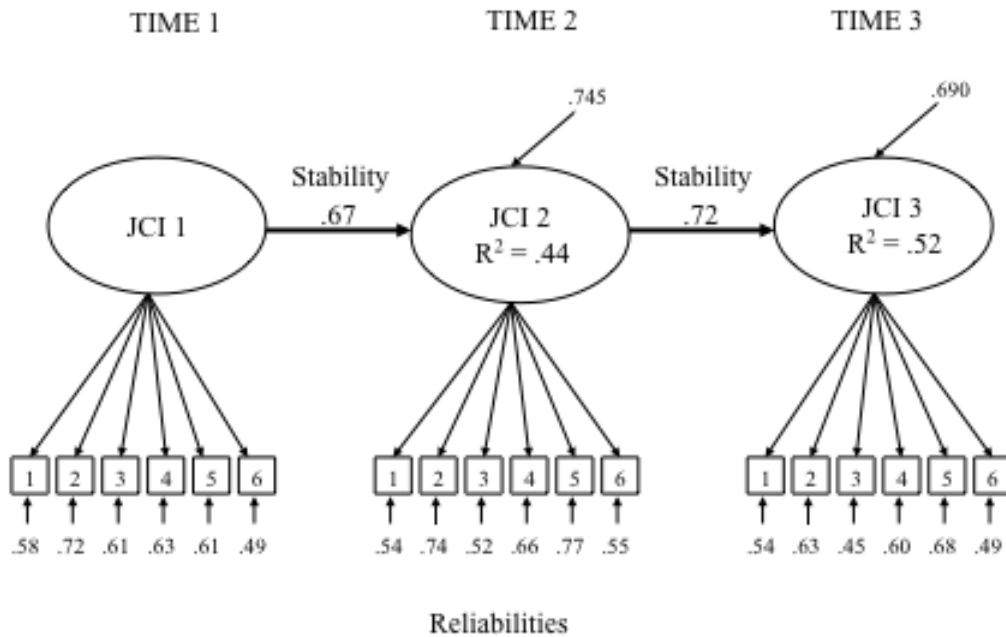 TIME 1 TIME 2 TIME 3
.745 .690
Stability Stability
.67 .72
JCI 1
JCI 2
R² = .44
JCI 3
R² = .52
1 2 3 4 5 6
1 2 3 4 5 6
1 2 3 4 5 6
.58 .72 .61 .63 .61 .49
.54 .74 .52 .66 .77 .55
.54 .63 .45 .60 .68 .49
Reliabilities